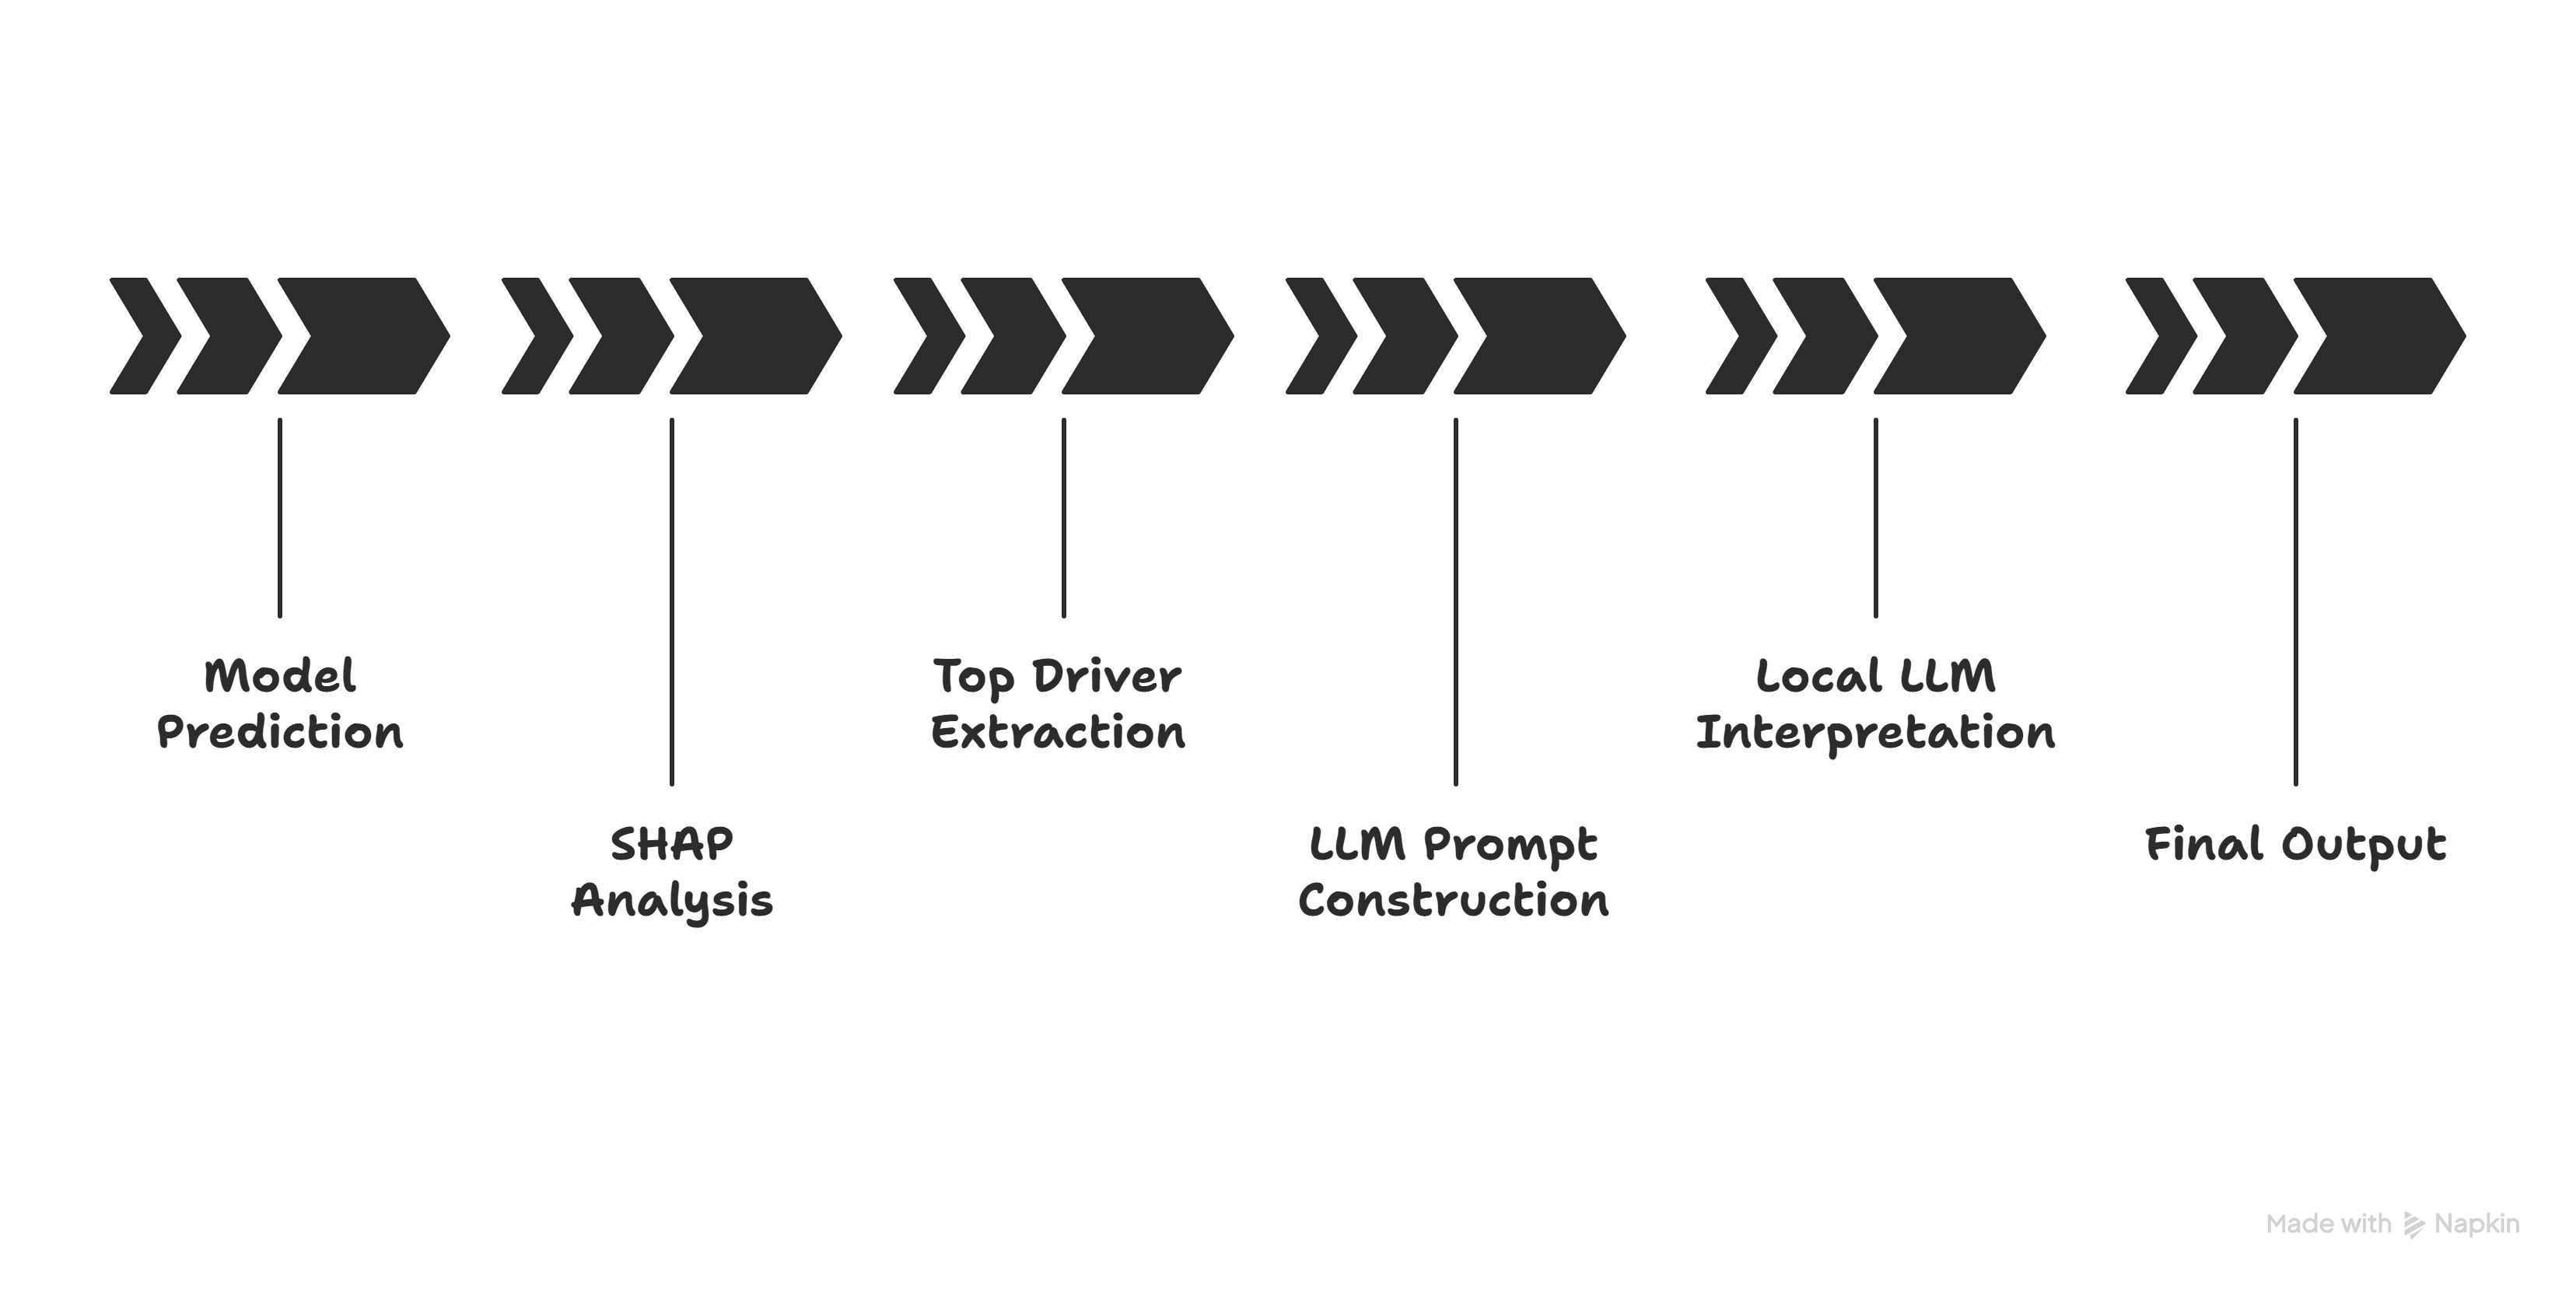 Model
Prediction
SHAP
Analysis
Top Driver
Extraction
LLM Prompt
Construction
Local LLM
Interpretation
Final Output
Made with Napkin